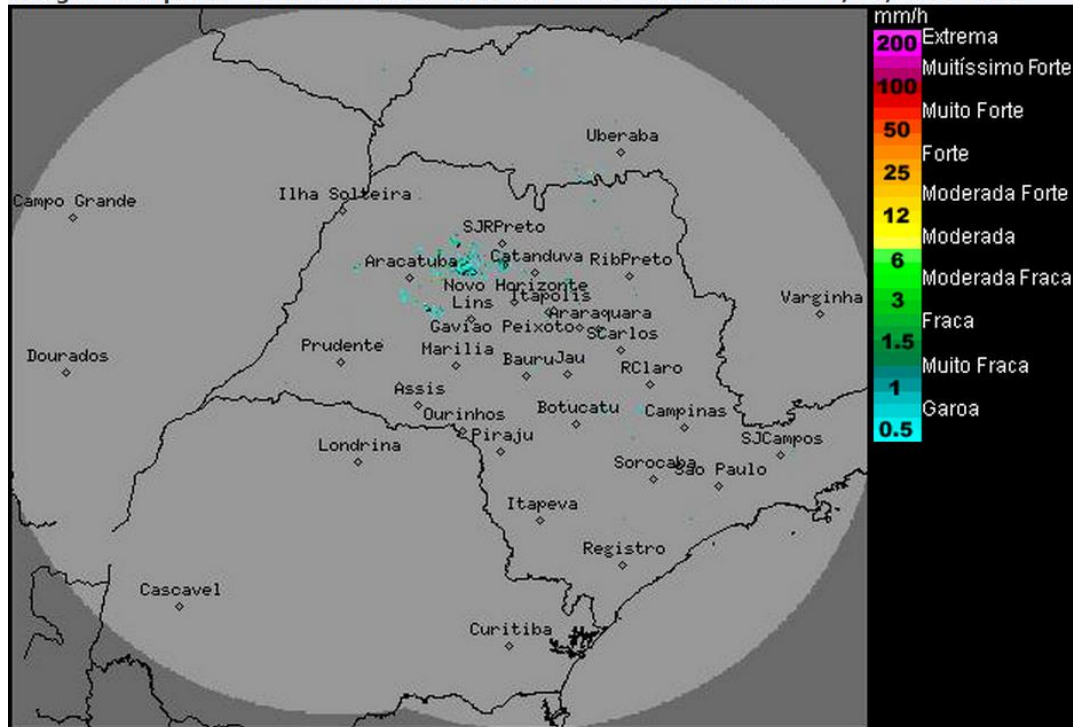 mm/h
200 Extrema
Muitíssimo Forte
100
Muito Forte
50
Forte
25
Moderada Forte
12
Moderada
6
Moderada Fraca
3
Fraca
1.5
Muito Fraca
1
Garoa
0.5
Uberaba
Ilha Solteira
Campo Grande
SJRPreto
Aracatuba
Catanduva
RibPreto
Novo Horizonte
Itapolis
Lins
Araraquara
Varginha
Gaviao Peixoto
SCarlos
Prudente
Marilia
Bauru
Jau
Dourados
RClaro
Assis
Ourinhos
Botucatu
Campinas
Piraju
Londrina
SJCampos
Sorocaba
Sao Paulo
Itapeva
Registro
Cascavel
Curitiba